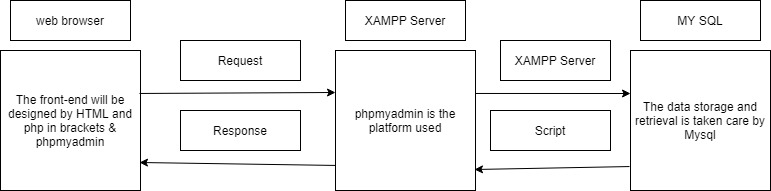 web browser
XAMPP Server
MY SQL
Request
XAMPP Server
The front-end will be
designed by HTML and
php in brackets &
phpmyadmin
phpmyadmin is the
platform used
The data storage and
retrieval is taken care by
Mysql
Response
Script